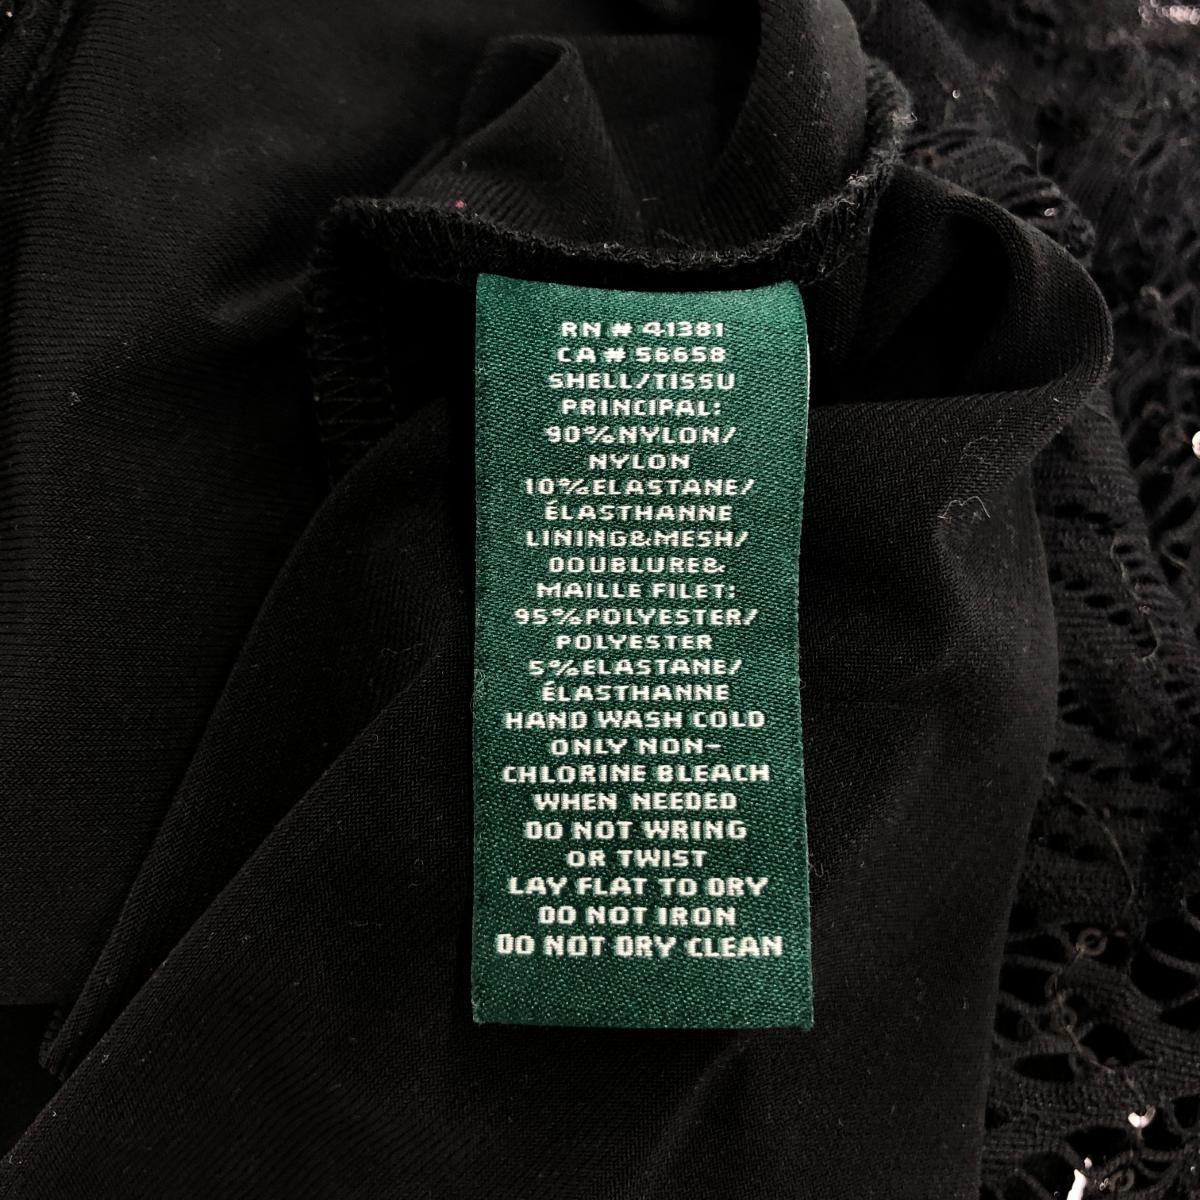 RN # 41381
CA # 56658
SHELL/TISSU
PRINCIPAL:
90%NYLON/
NYLON
10%ELASTANE/
ÉLASTHANNE
LINING&MESH/
DOUBLURE&
MAILLE FILET:
95%POLYESTER/
POLYESTER
5%ELASTANE/
ÉLASTHANNE
HAND WASH COLD
ONLY NON-
CHLORINE BLEACH
WHEN NEEDED
DO NOT WRING
OR TWIST
LAY FLAT TO DRY
DO NOT IRON
DO NOT DRY CLEAN